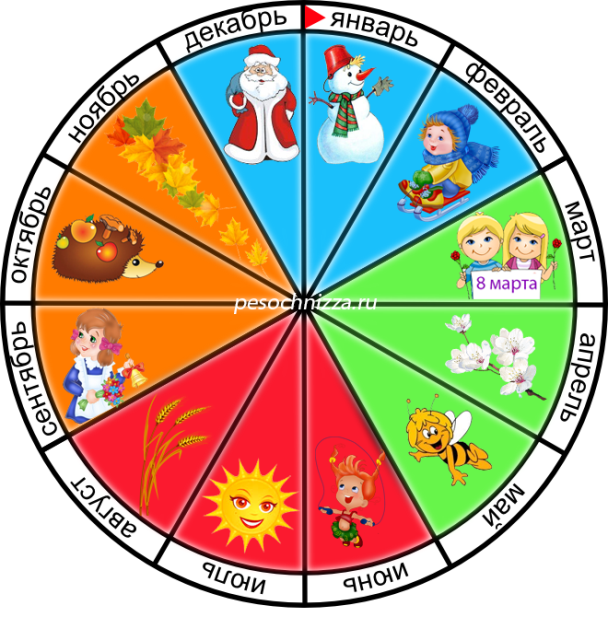 январь
февраль
март
апрель
май
июнь
июль
август
сентябрь
октябрь
ноябрь
декабрь
8 марта
pesochnizza.ru